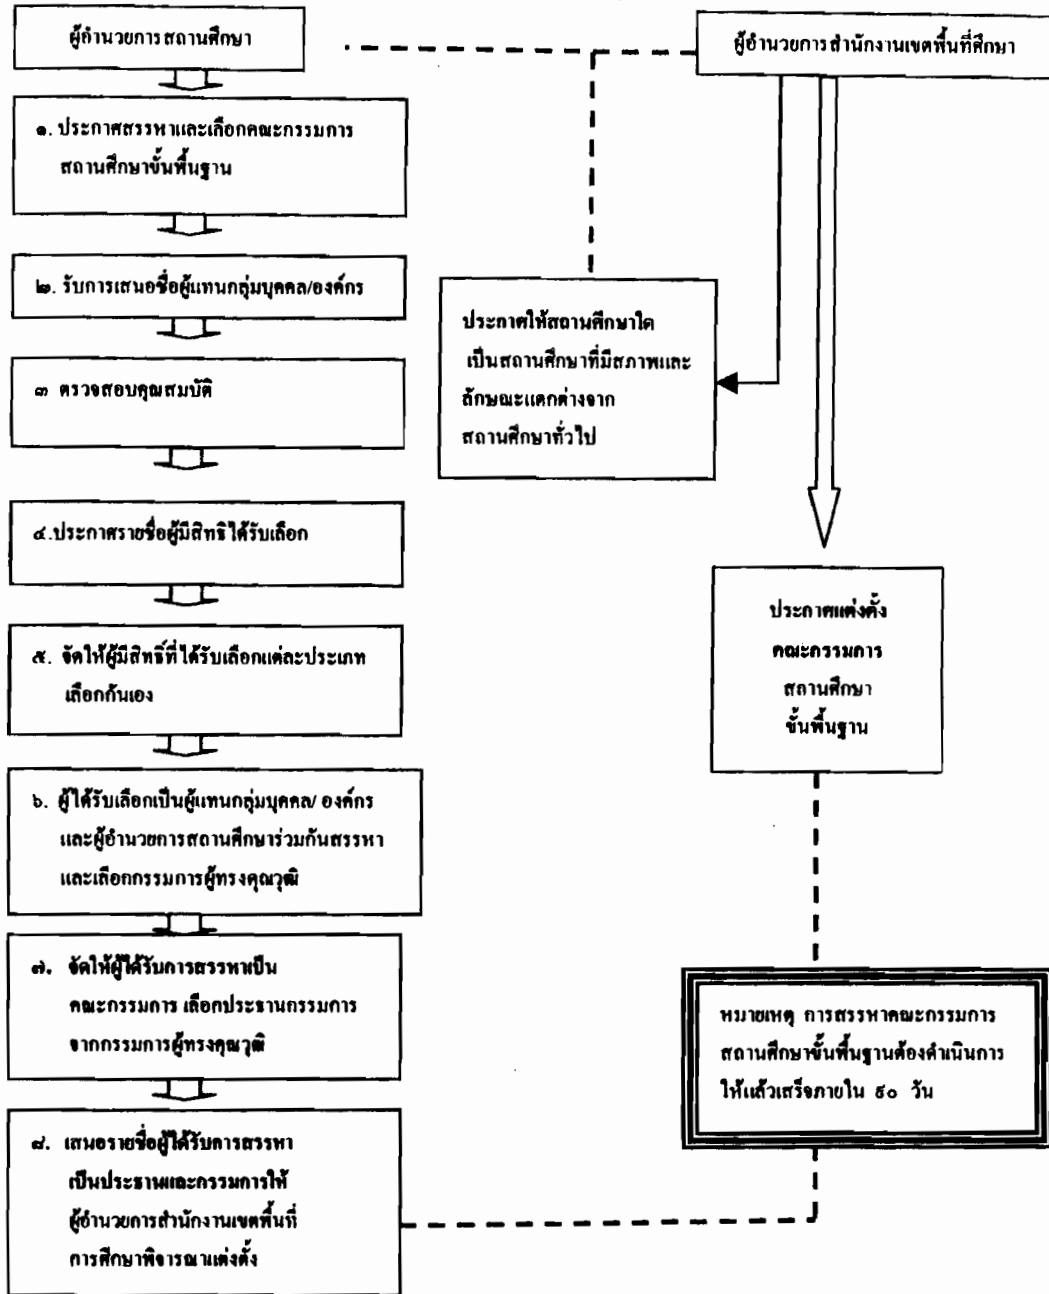 ผู้อำนวยการสถานศึกษา
ผู้อำนวยการสำนักงานเขตพื้นที่ศึกษา
๑. ประกาศสรรหาและเลือกคณะกรรมการ
สถานศึกษาขั้นพื้นฐาน
๒. รับการเสนอชื่อผู้แทนกลุ่มบุคคล/องค์กร
๓ ตรวจสอบคุณสมบัติ
๔.ประกาศรายชื่อผู้มีสิทธิได้รับเลือก
๕. จัดให้ผู้มีสิทธิ์ที่ได้รับเลือกแต่ละประเภท
เลือกกันเอง
๖. ผู้ได้รับเลือกเป็นผู้แทนกลุ่มบุคคล/ องค์กร
และผู้อำนวยการสถานศึกษาร่วมกันสรรหา
และเลือกกรรมการผู้ทรงคุณวุฒิ
๗. จัดให้ผู้ได้รับการสรรหาเป็น
คณะกรรมการ เลือกประธานกรรมการ
จากกรรมการผู้ทรงคุณวุฒิ
๘. เสนอรายชื่อผู้ได้รับการสรรหา
เป็นประธานและกรรมการให้
ผู้อำนวยการสำนักงานเขตพื้นที่
การศึกษาพิจารณาแต่งตั้ง
ประกาศให้สถานศึกษาใด
เป็นสถานศึกษาที่มีสภาพและ
ลักษณะแตกต่างจาก
สถานศึกษาทั่วไป
ประกาศแต่งตั้ง
คณะกรรมการ
สถานศึกษา
ขั้นพื้นฐาน
หมายเหตุ การสรรหาคณะกรรมการ
สถานศึกษาขั้นพื้นฐานต้องดำเนินการ
ให้แล้วเสร็จภายใน ๙๐ วัน